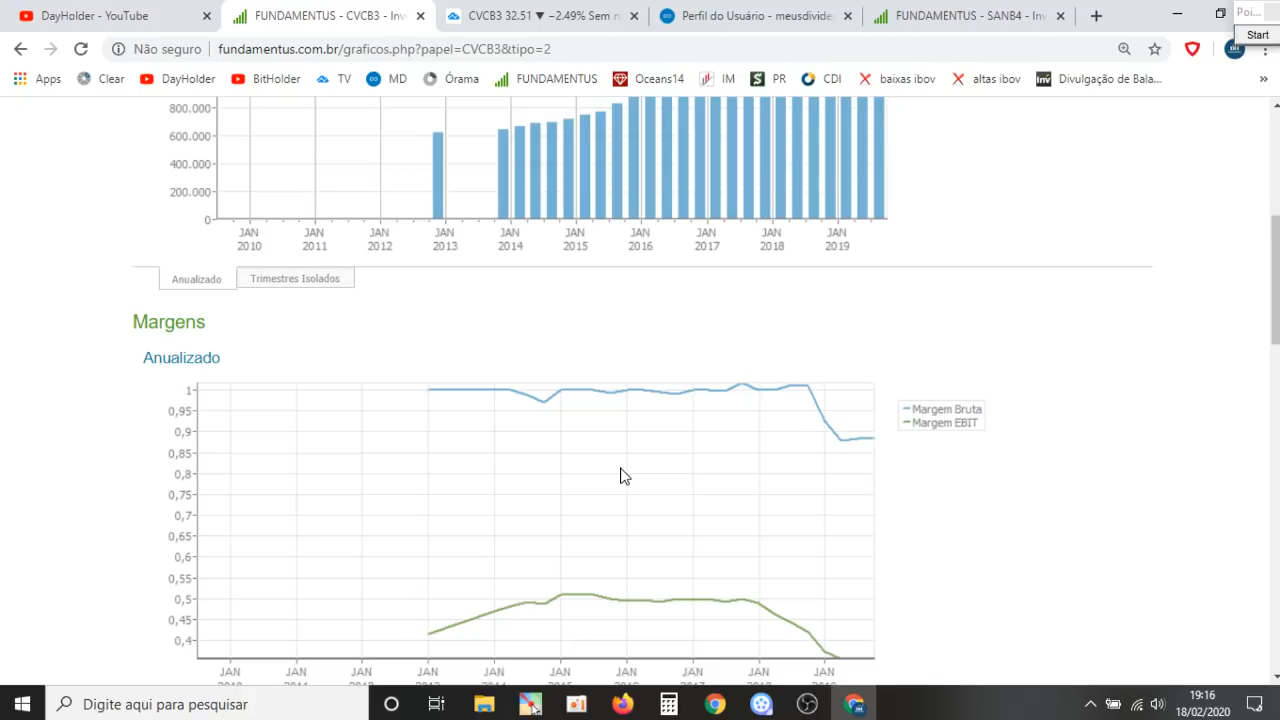 DayHolder - YouTube
FUNDAMENTUS - CVCB3 - In
CVCB3 32.51 ▼ −2.49% Sem n
Perfil do Usuário - meusdivide
FUNDAMENTUS - SANB4 - Inv
Poi...
Start
Não seguro
fundamentus.com.br/graficos.php?papel=CVCB3&tipo=2
Apps
Clear
DayHolder
BitHolder
TV
MD
Órama
FUNDAMENTUS
Oceans14
IM
PR
CDI
baixas ibov
altas ibov
Divulgação de Bala...
»
800.000
600.000
400.000
200.000
0
JAN JAN JAN JAN JAN JAN JAN JAN JAN JAN
2010 2011 2012 2013 2014 2015 2016 2017 2018 2019
Anualizado
Trimestres Isolados
Margens
Anualizado
1
0,95
0,9
0,85
0,8
0,75
0,7
0,65
0,6
0,55
0,5
0,45
0,4
Margem Bruta
Margem EBIT
JAN JAN JAN JAN JAN JAN JAN JAN JAN JAN
Digite aqui para pesquisar
19:16
18/02/2020